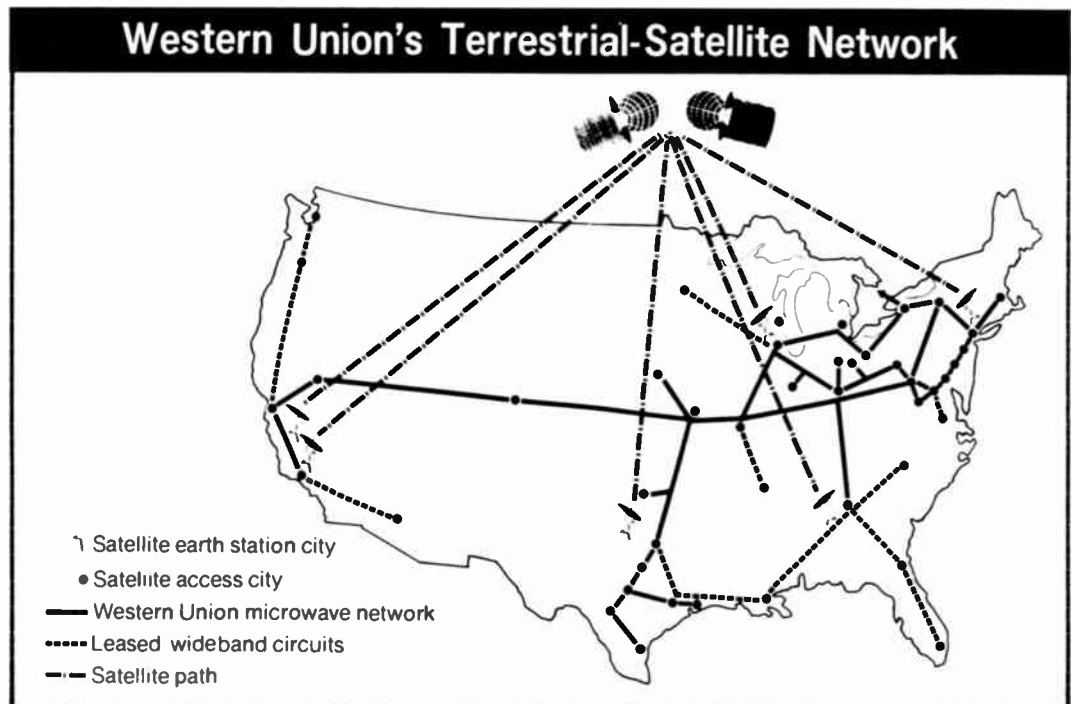 Western Union's Terrestrial-Satellite Network
Satellite earth station city
Satellite access city
Western Union microwave network
Leased wideband circuits
Satellite path